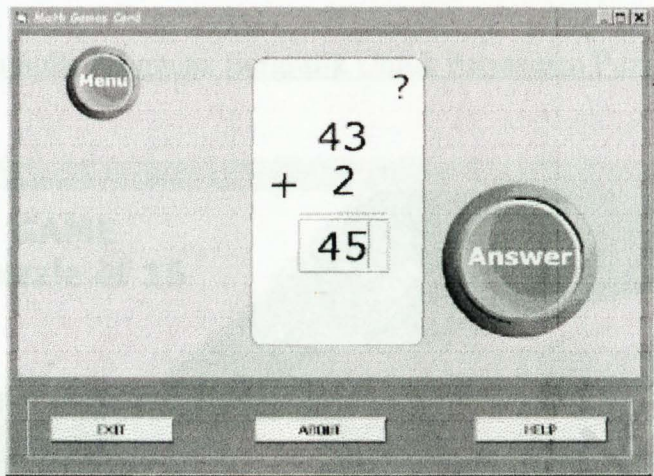 Math Games Card
Menu
?
43
+ 2
45
Answer
EXIT
ABOUT
HELP